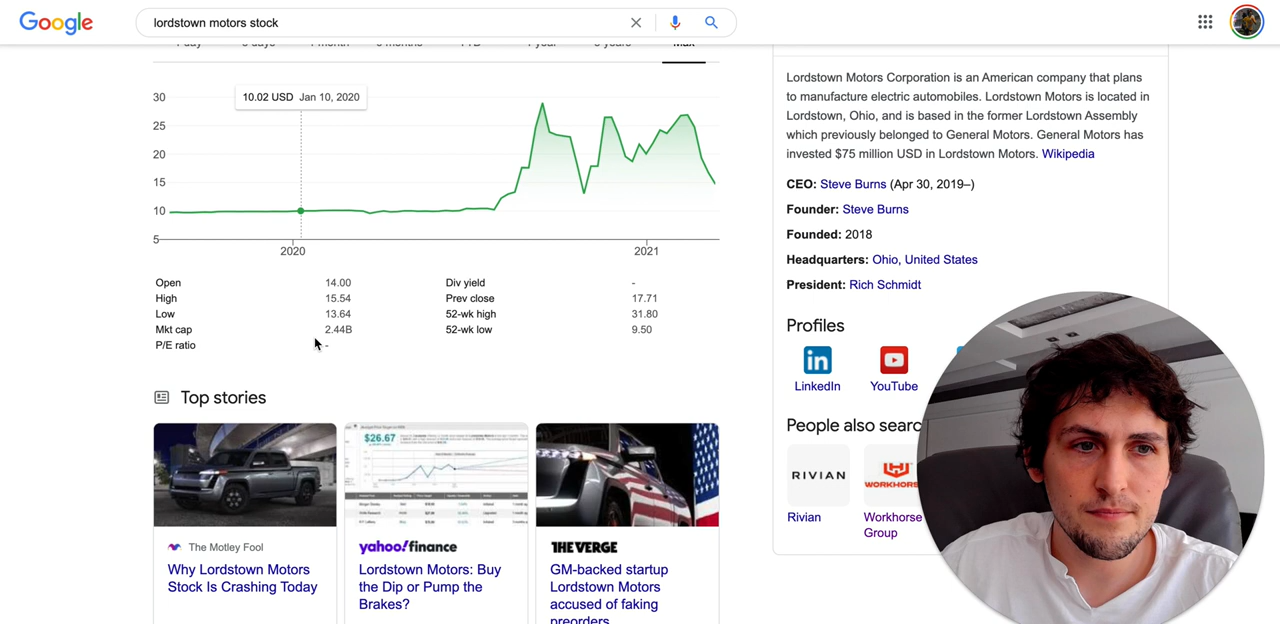 Google
lordstown motors stock
Max
30
10.02 USD Jan 10, 2020
25
20
15
10
5
2020
2021
Open 14.00 Div yield -
High 15.54 Prev close 17.71
Low 13.64 52-wk high 31.80
Mkt cap 2.44B 52-wk low 9.50
P/E ratio -
Top stories
$26.67
The Motley Fool
Why Lordstown Motors
Stock Is Crashing Today
yahoo!finance
Lordstown Motors: Buy
the Dip or Pump the
Brakes?
THE VERGE
GM-backed startup
Lordstown Motors
accused of faking
preorders
Lordstown Motors Corporation is an American company that plans
to manufacture electric automobiles. Lordstown Motors is located in
Lordstown, Ohio, and is based in the former Lordstown Assembly
which previously belonged to General Motors. General Motors has
invested $75 million USD in Lordstown Motors. Wikipedia
CEO: Steve Burns (Apr 30, 2019–)
Founder: Steve Burns
Founded: 2018
Headquarters: Ohio, United States
President: Rich Schmidt
Profiles
in
LinkedIn
YouTube
People also searc
RIVIAN
WORKHORS
Rivian
Workhorse
Group